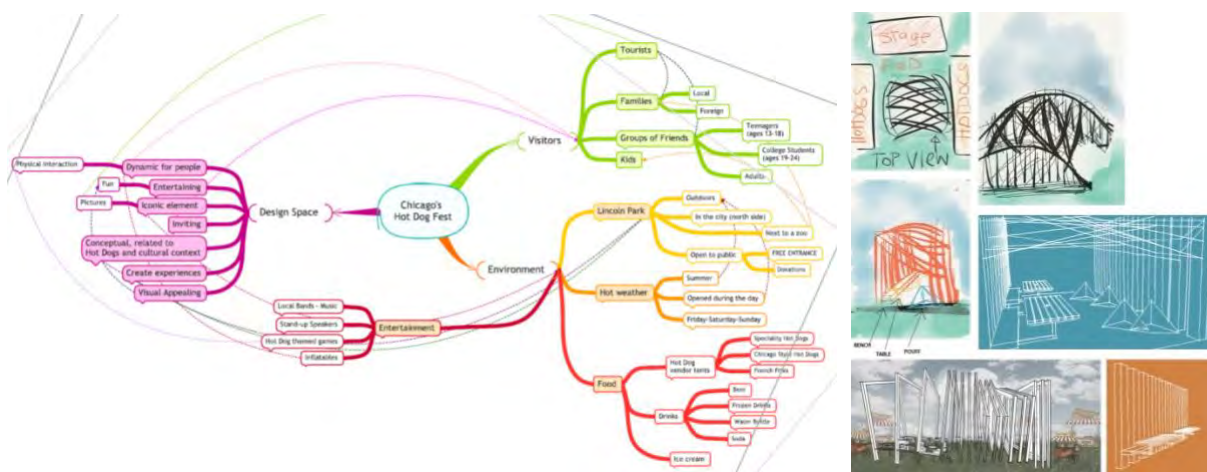 Chicago's
Hot Dog Fest
Visitors
Tourists
Families
Local
Foreign
Groups of Friends
Teenagers
(ages 13-18)
College Students
(ages 19-24)
Adults
Kids
Design Space
Dynamic for people
Physical Interaction
Entertaining
Fun
Iconic element
Pictures
Inviting
Conceptual, related to
Hot Dogs and cultural context
Create experiences
Visual Appealing
Environment
Lincoln Park
Outdoors
In the city (north side)
Next to a zoo
Open to public
FREE ENTRANCE
Donations
Hot weather
Summer
Opened during the day
Friday-Saturday-Sunday
Entertainment
Local Bands - Music
Stand-up Speakers
Hot Dog themed games
Inflatables
Food
Hot Dog
vendor tents
Speciality Hot Dogs
Chicago Style Hot Dogs
French Fries
Drinks
Beer
Frozen Drinks
Water Bottle
Soda
Ice cream
Stage
HOTDOGS
HOTDOGS
TOP VIEW
BENCH
TABLE